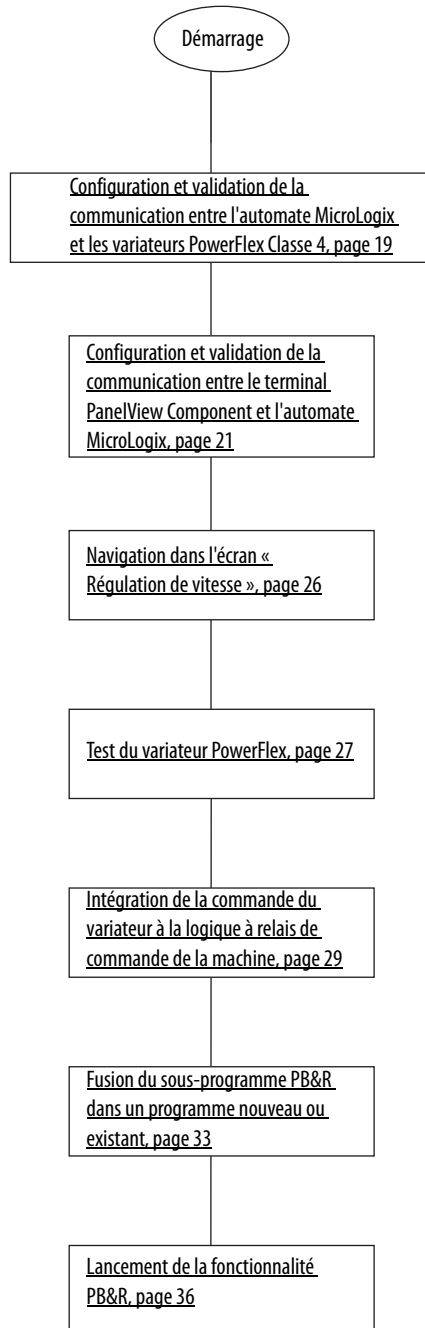 Démarrage
Configuration et validation de la
communication entre l'automate MicroLogix
et les variateurs PowerFlex Classe 4, page 19
Configuration et validation de la
communication entre le terminal
PanelView Component et l'automate
MicroLogix, page 21
Navigation dans l'écran «
Régulation de vitesse », page 26
Test du variateur PowerFlex, page 27
Intégration de la commande du
variateur à la logique à relais de
commande de la machine, page 29
Fusion du sous-programme PB&R
dans un programme nouveau ou
existant, page 33
Lancement de la fonctionnalité
PB&R, page 36